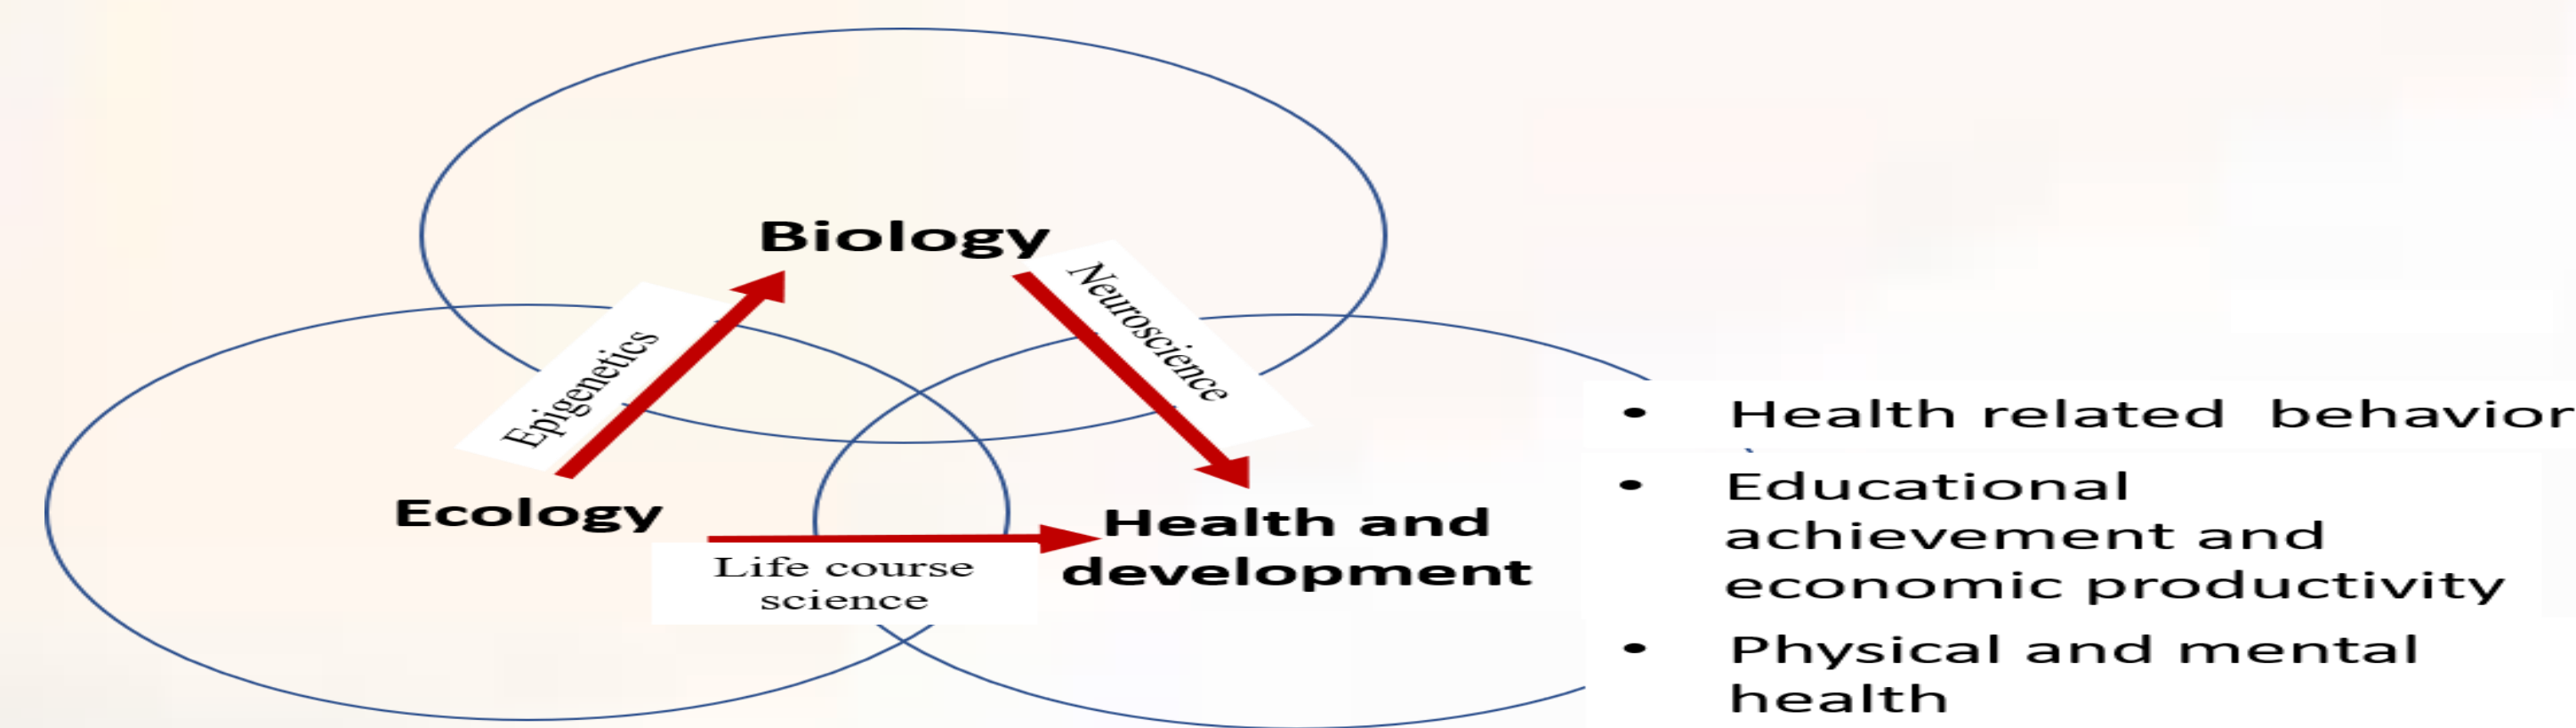 Biology
Neuroscience
Epigenetics
Ecology
Health and
development
Life course
science
• Health related behavior
• Educational
achievement and
economic productivity
• Physical and mental
health